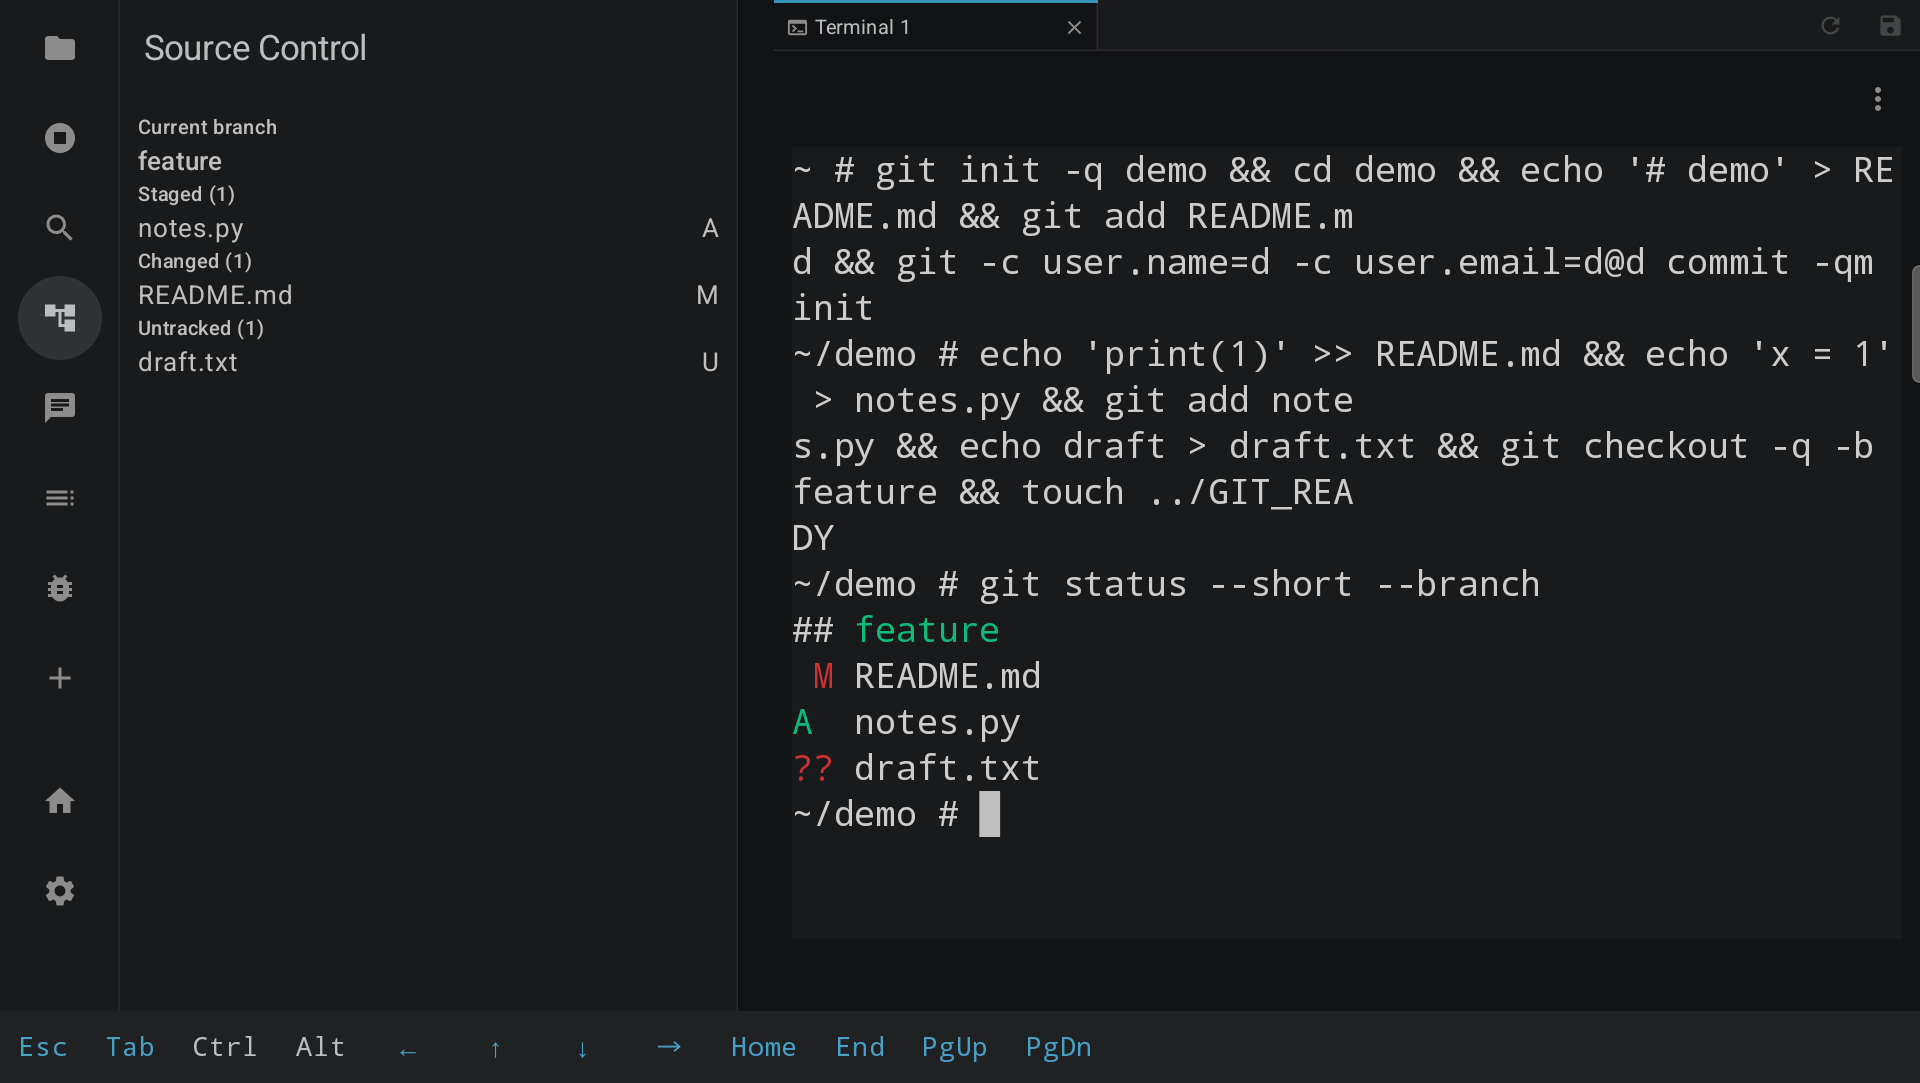 Source Control
Current branch
feature
Staged (1)
notes.py A
Changed (1)
README.md M
Untracked (1)
draft.txt U
Terminal 1
~ # git init -q demo && cd demo && echo '# demo' > RE
ADME.md && git add README.m
d && git -c user.name=d -c user.email=d@d commit -qm
init
~/demo # echo 'print(1)' >> README.md && echo 'x = 1'
 > notes.py && git add note
s.py && echo draft > draft.txt && git checkout -q -b
feature && touch ../GIT_REA
DY
~/demo # git status --short --branch
## feature
 M README.md
A  notes.py
?? draft.txt
~/demo #
Esc Tab Ctrl Alt ← ↑ ↓ → Home End PgUp PgDn